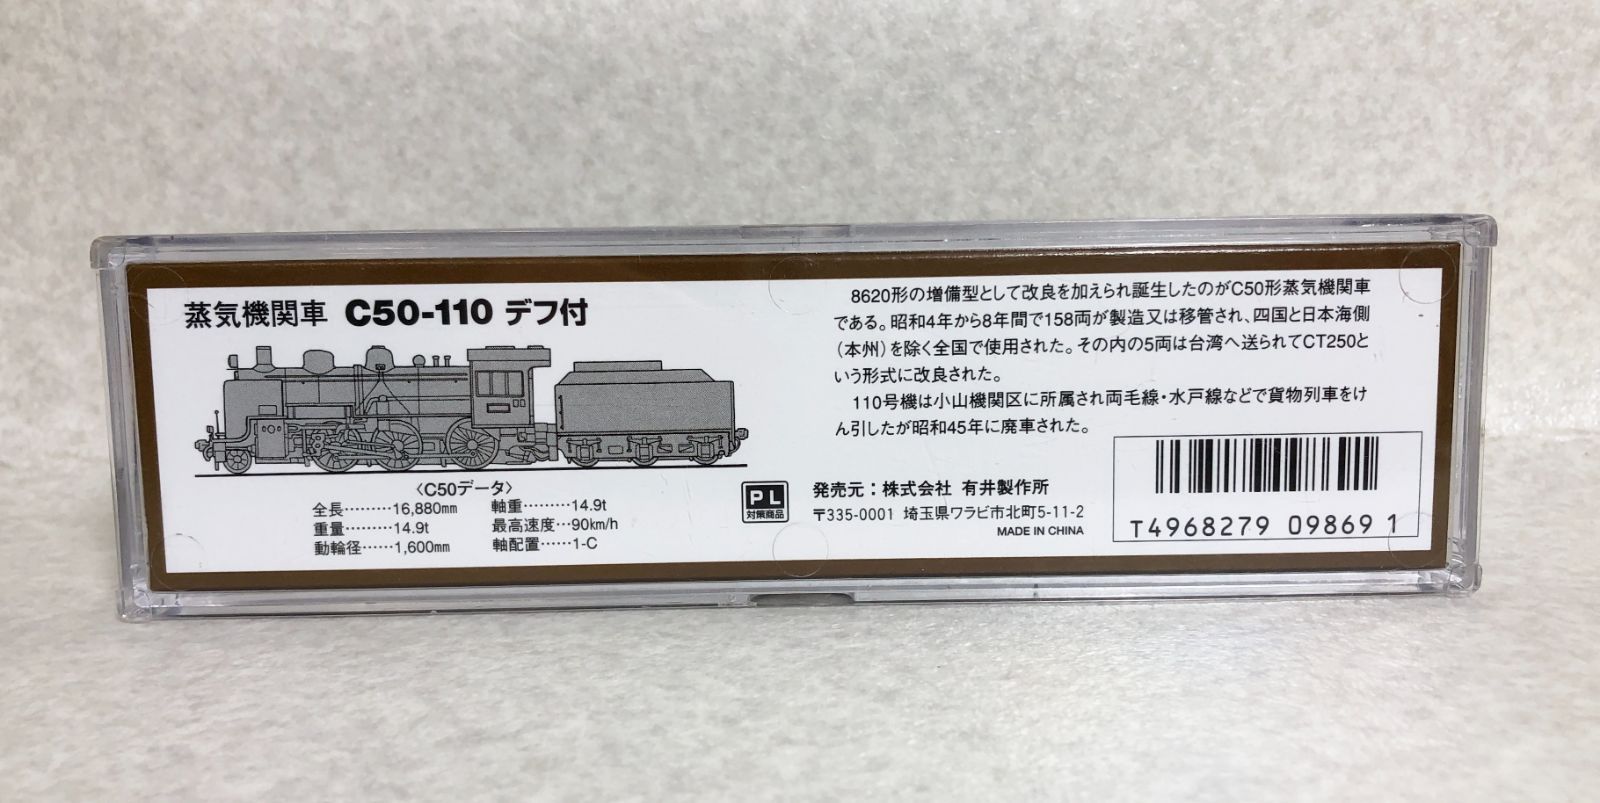 蒸気機関車 C50-110 デフ付
〈C50データ〉
全長………16,880mm 軸重………14.9t
重量………14.9t 最高速度…90km/h
動輪径……1,600mm 軸配置……1-C
8620形の増備型として改良を加えられ誕生したのがC50形蒸気機関車
である。昭和4年から8年間で158両が製造又は移管され、四国と日本海側
（本州）を除く全国で使用された。その内の5両は台湾へ送られてCT250と
いう形式に改良された。
110号機は小山機関区に所属され両毛線・水戸線などで貨物列車をけ
ん引したが昭和45年に廃車された。
PL
対策商品
発売元：株式会社 有井製作所
〒335-0001 埼玉県ワラビ市北町5-11-2
MADE IN CHINA
T4968279 09869 1